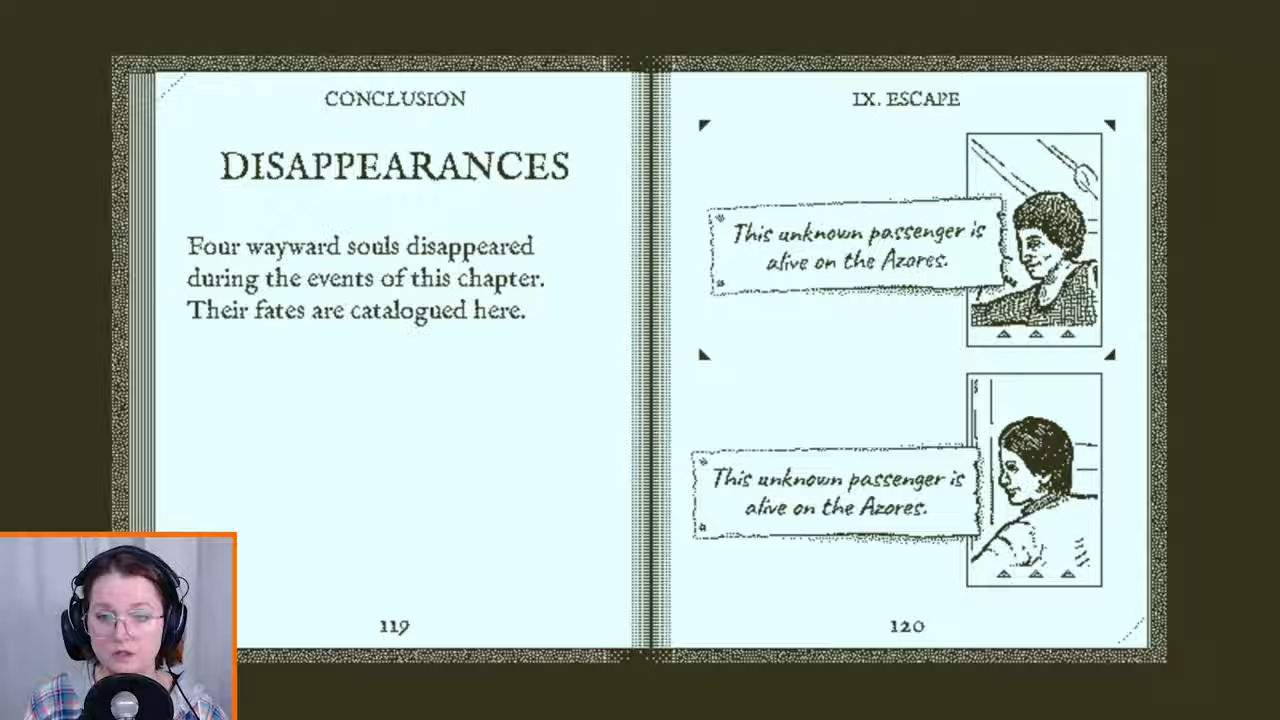 CONCLUSION
DISAPPEARANCES
Four wayward souls disappeared
during the events of this chapter.
Their fates are catalogued here.
119
IX. ESCAPE
This unknown passenger is
alive on the Azores.
This unknown passenger is
alive on the Azores.
120